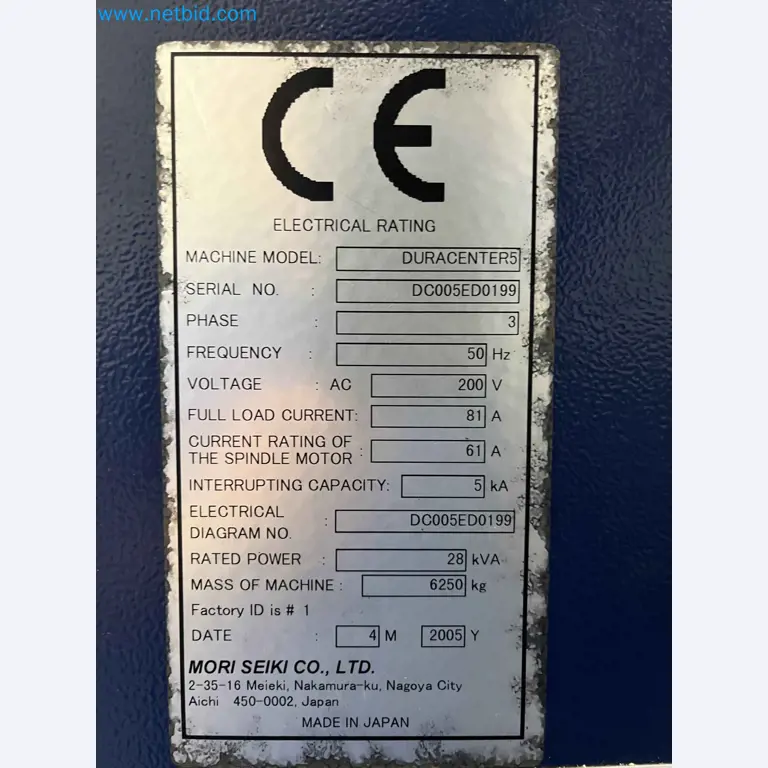 www.netbid.com
CE
ELECTRICAL RATING
MACHINE MODEL: DURACENTER5
SERIAL NO. : DC005ED0199
PHASE : 3
FREQUENCY : 50 Hz
VOLTAGE : AC 200 V
FULL LOAD CURRENT: 81 A
CURRENT RATING OF
THE SPINDLE MOTOR : 61 A
INTERRUPTING CAPACITY: 5 kA
ELECTRICAL
DIAGRAM NO. : DC005ED0199
RATED POWER : 28 kVA
MASS OF MACHINE : 6250 kg
Factory ID is # 1
DATE : 4 M 2005 Y
MORI SEIKI CO., LTD.
2-35-16 Meieki, Nakamura-ku, Nagoya City
Aichi 450-0002, Japan
MADE IN JAPAN